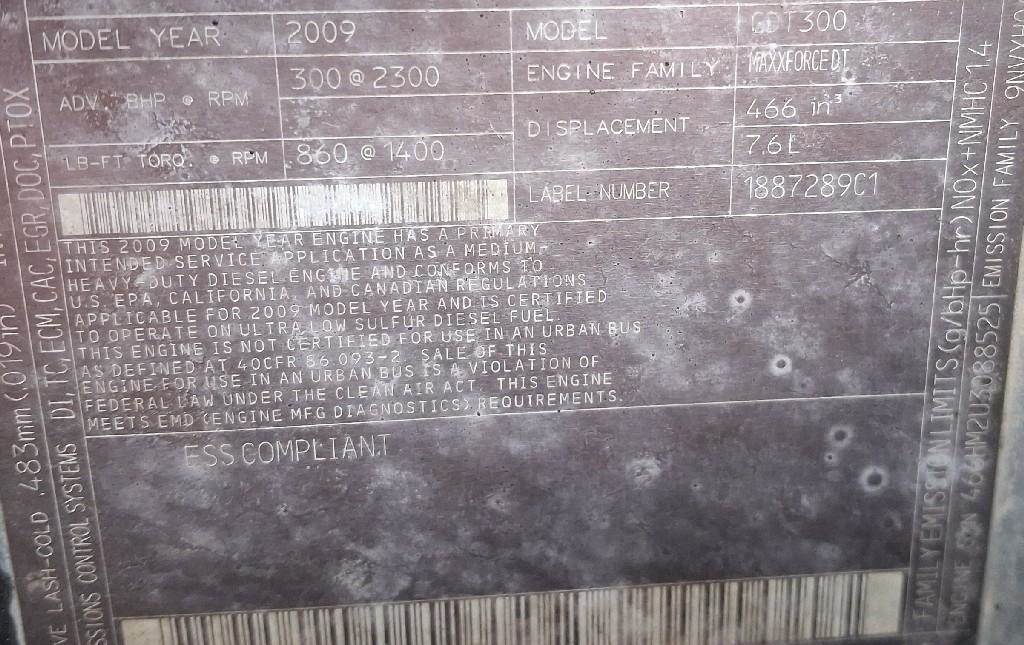 MODEL YEAR 2009 MODEL GDT300
ADV. BHP @ RPM 300 @ 2300 ENGINE FAMILY MAXXFORCE DT
DISPLACEMENT 466 in³
7.6 L
LB-FT TORQ. @ RPM 860 @ 1400
LABEL NUMBER 1887289C1
THIS 2009 MODEL YEAR ENGINE HAS A PRIMARY
INTENDED SERVICE APPLICATION AS A MEDIUM-
HEAVY-DUTY DIESEL ENGINE AND CONFORMS TO
U.S. EPA, CALIFORNIA, AND CANADIAN REGULATIONS
APPLICABLE FOR 2009 MODEL YEAR AND IS CERTIFIED
TO OPERATE ON ULTRA LOW SULFUR DIESEL FUEL.
THIS ENGINE IS NOT CERTIFIED FOR USE IN AN URBAN BUS
AS DEFINED AT 40CFR 86.093-2. SALE OF THIS
ENGINE FOR USE IN AN URBAN BUS IS A VIOLATION OF
FEDERAL LAW UNDER THE CLEAN AIR ACT. THIS ENGINE
MEETS EMD (ENGINE MFG DIAGNOSTICS) REQUIREMENTS.
ESS COMPLIANT
LASH-COLD .483mm (.019in)
CONTROL SYSTEMS DI, TC, ECM, CAC, EGR DOC, PTOX
FAMILY EMISSION LIMITS (g/bHp-hr) NOx+NMHC 1.4
466HM2U3088525 EMISSION FAMILY